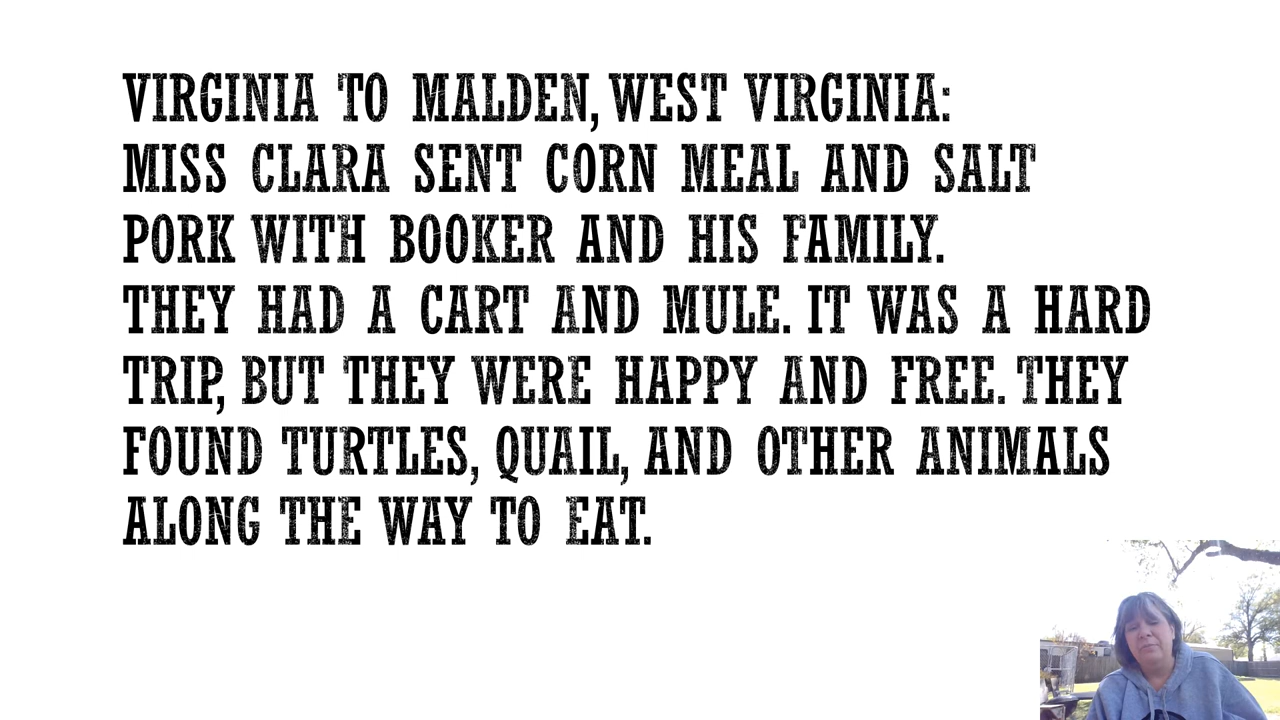 VIRGINIA TO MALDEN, WEST VIRGINIA:
MISS CLARA SENT CORN MEAL AND SALT
PORK WITH BOOKER AND HIS FAMILY.
THEY HAD A CART AND MULE. IT WAS A HARD
TRIP, BUT THEY WERE HAPPY AND FREE. THEY
FOUND TURTLES, QUAIL, AND OTHER ANIMALS
ALONG THE WAY TO EAT.